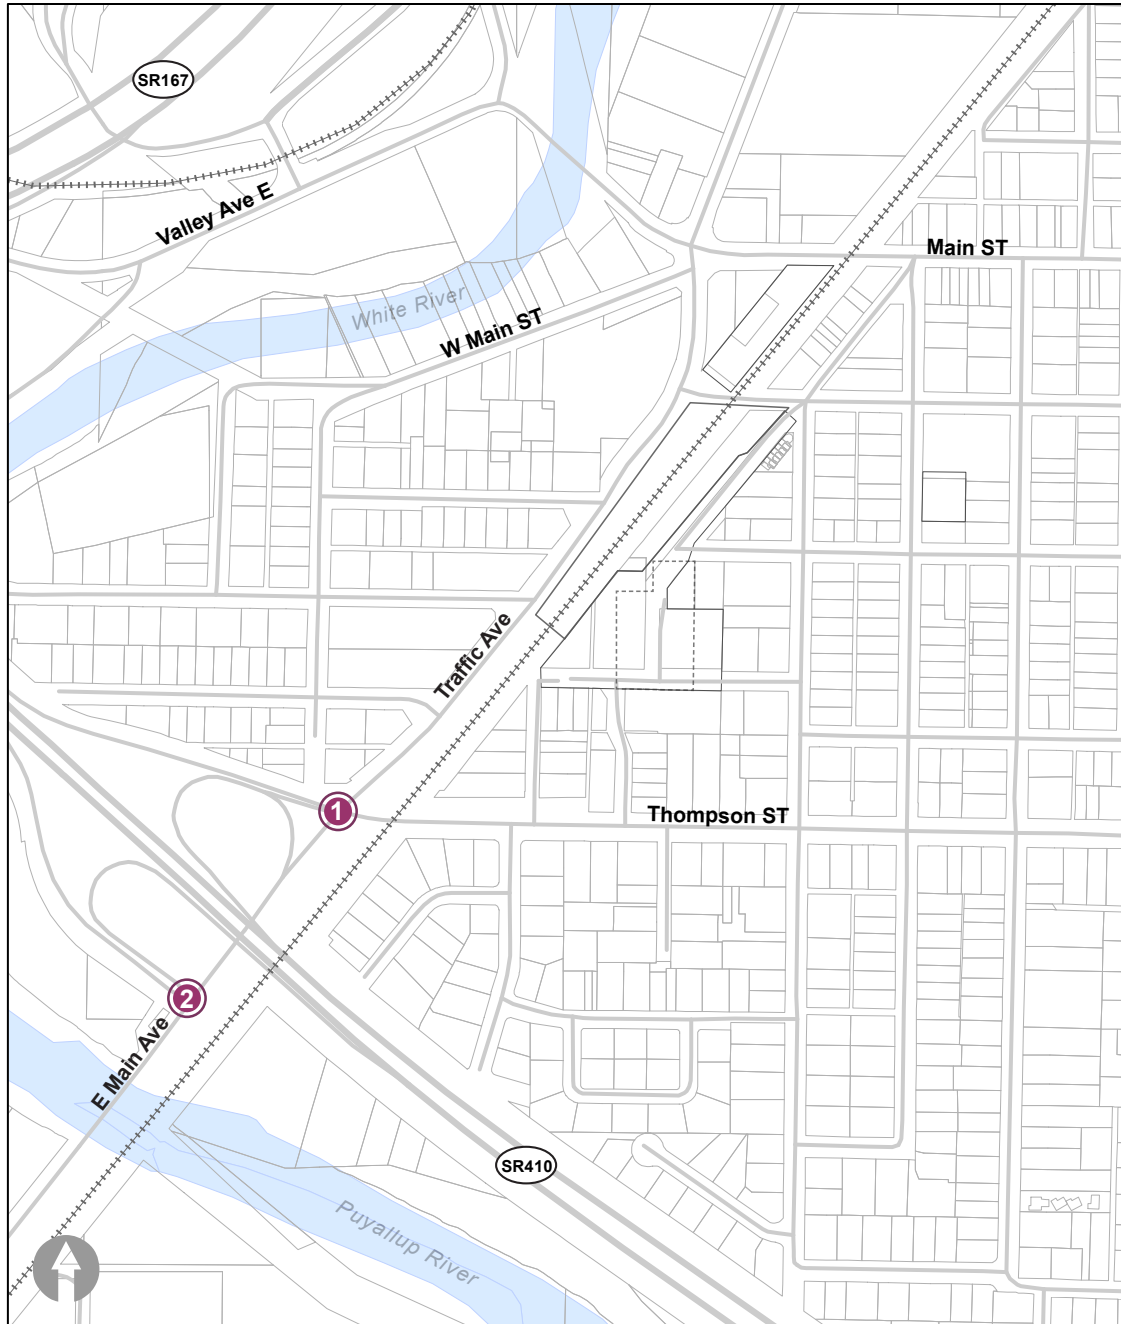 SR167
Valley Ave E
Main ST
White River
W Main ST
Traffic Ave
1
Thompson ST
2
E Main Ave
SR410
Puyallup River